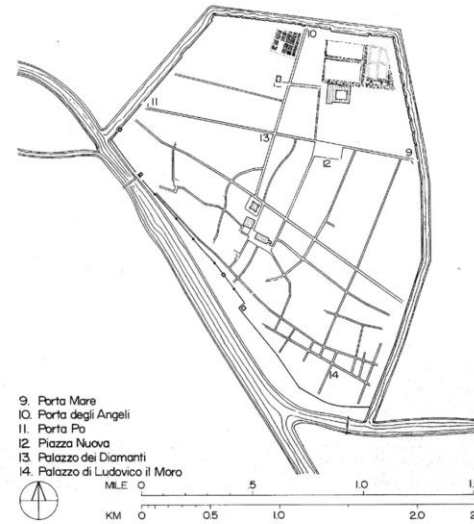 10
11
13
9
12
14
9. Porta Mare
10. Porta degli Angeli
11. Porta Po
12 Piazza Nuova
13. Palazzo dei Diamanti
14. Palazzo di Ludovico il Moro
MILE 0 .5 1.0
KM 0 0.5 1.0 2.0